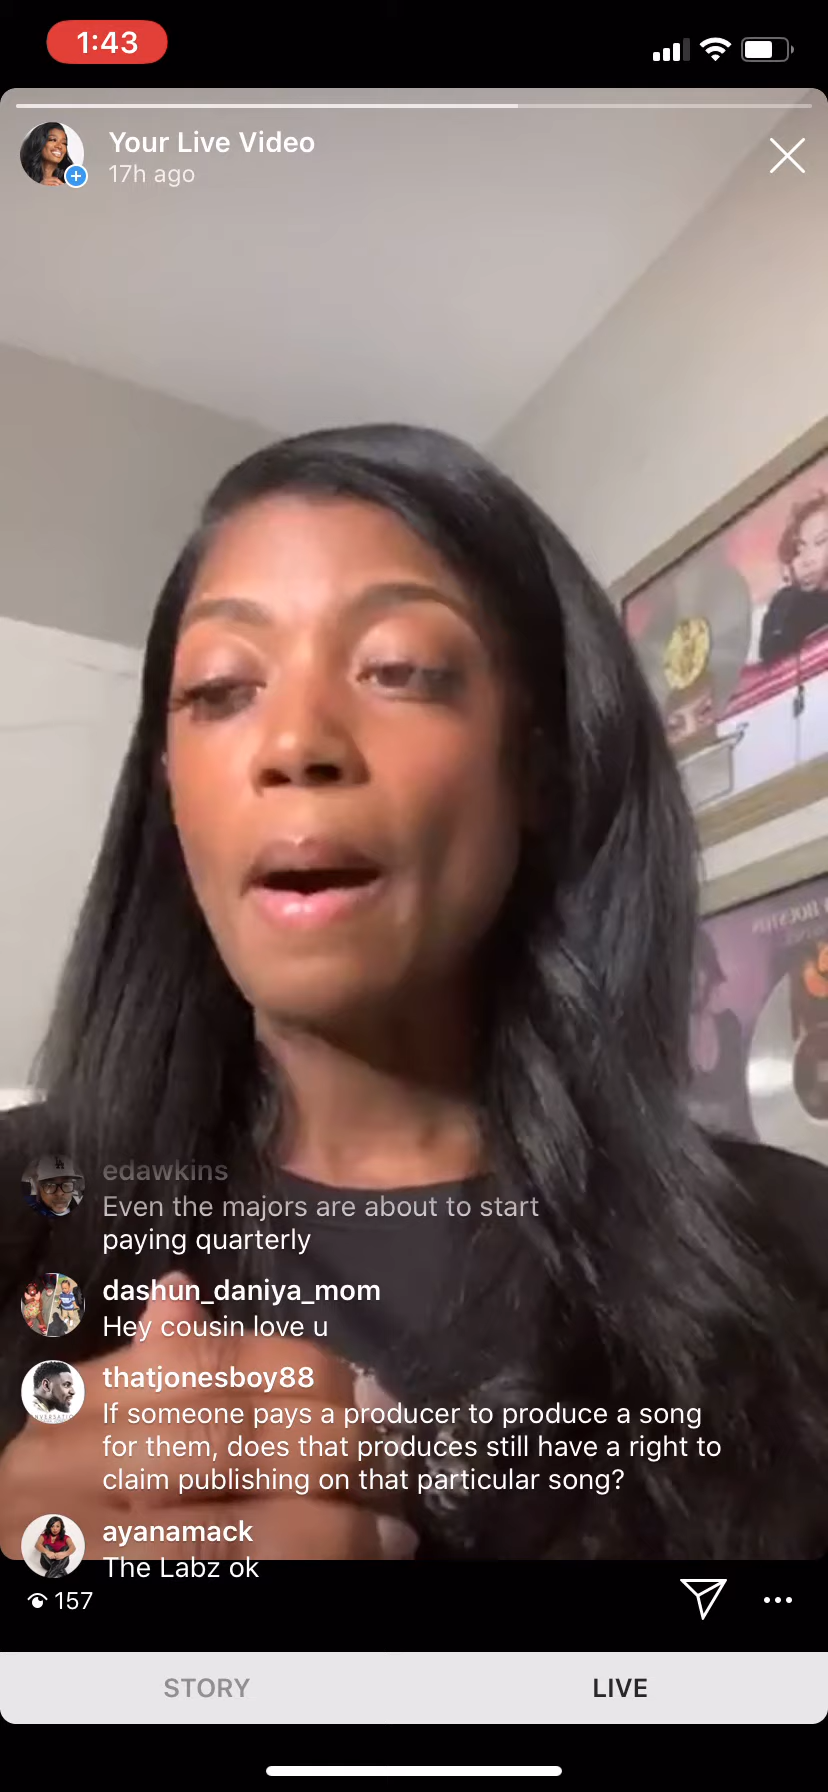 1:43
Your Live Video
17h ago
edawkins
Even the majors are about to start
paying quarterly
dashun_daniya_mom
Hey cousin love u
thatjonesboy88
If someone pays a producer to produce a song
for them, does that produces still have a right to
claim publishing on that particular song?
ayanamack
The Labz ok
157
STORY
LIVE